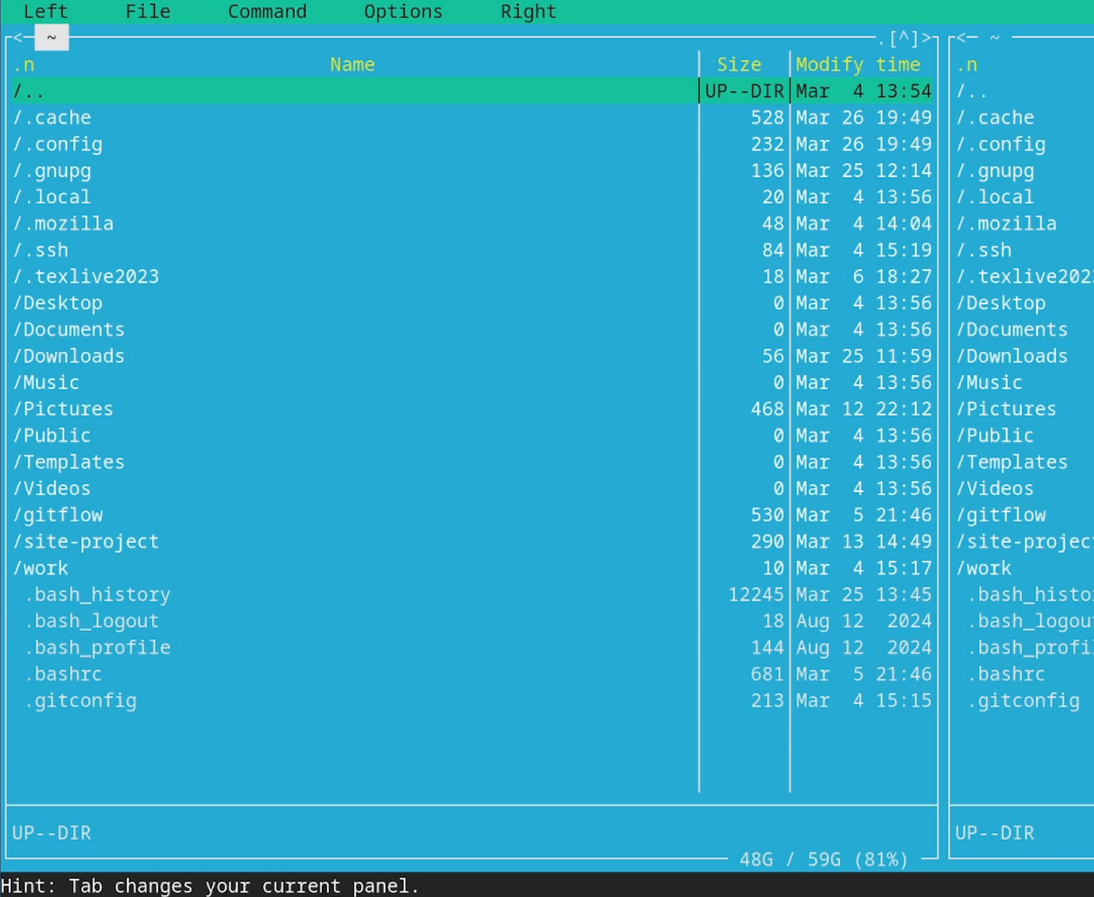 Left File Command Options Right
<─ ~ .[^]> <─ ~
.n Name Size Modify time .n
/.. UP--DIR Mar 4 13:54 /..
/.cache 528 Mar 26 19:49 /.cache
/.config 232 Mar 26 19:49 /.config
/.gnupg 136 Mar 25 12:14 /.gnupg
/.local 20 Mar 4 13:56 /.local
/.mozilla 48 Mar 4 14:04 /.mozilla
/.ssh 84 Mar 4 15:19 /.ssh
/.texlive2023 18 Mar 6 18:27 /.texlive202
/Desktop 0 Mar 4 13:56 /Desktop
/Documents 0 Mar 4 13:56 /Documents
/Downloads 56 Mar 25 11:59 /Downloads
/Music 0 Mar 4 13:56 /Music
/Pictures 468 Mar 12 22:12 /Pictures
/Public 0 Mar 4 13:56 /Public
/Templates 0 Mar 4 13:56 /Templates
/Videos 0 Mar 4 13:56 /Videos
/gitflow 530 Mar 5 21:46 /gitflow
/site-project 290 Mar 13 14:49 /site-projec
/work 10 Mar 4 15:17 /work
.bash_history 12245 Mar 25 13:45 .bash_histo
.bash_logout 18 Aug 12 2024 .bash_logou
.bash_profile 144 Aug 12 2024 .bash_profi
.bashrc 681 Mar 5 21:46 .bashrc
.gitconfig 213 Mar 4 15:15 .gitconfig
UP--DIR UP--DIR
48G / 59G (81%)
Hint: Tab changes your current panel.